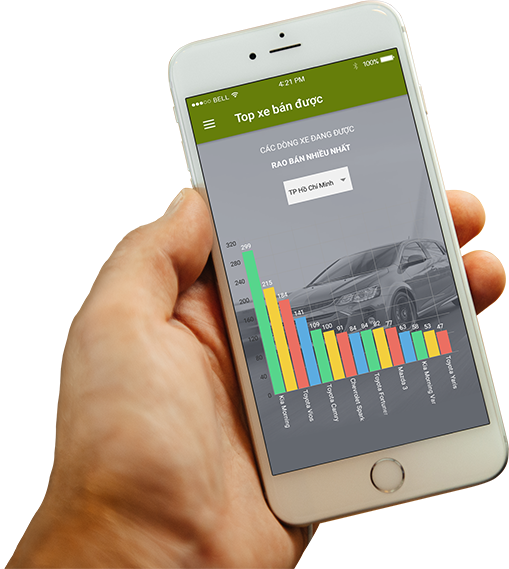 BELL
4:21 PM
100%
Top xe bán được
CÁC DÒNG XE ĐANG ĐƯỢC
RAO BÁN NHIỀU NHẤT
TP Hồ Chí Minh
320
280
240
200
160
120
80
40
0
299
215
184
141
109
100
91
84
84
82
77
63
58
53
47
Kia Morning
Toyota Vios
Toyota Camry
Chevrolet Spark
Toyota Fortuner
Mazda 3
Kia Morning Van
Toyota Yaris